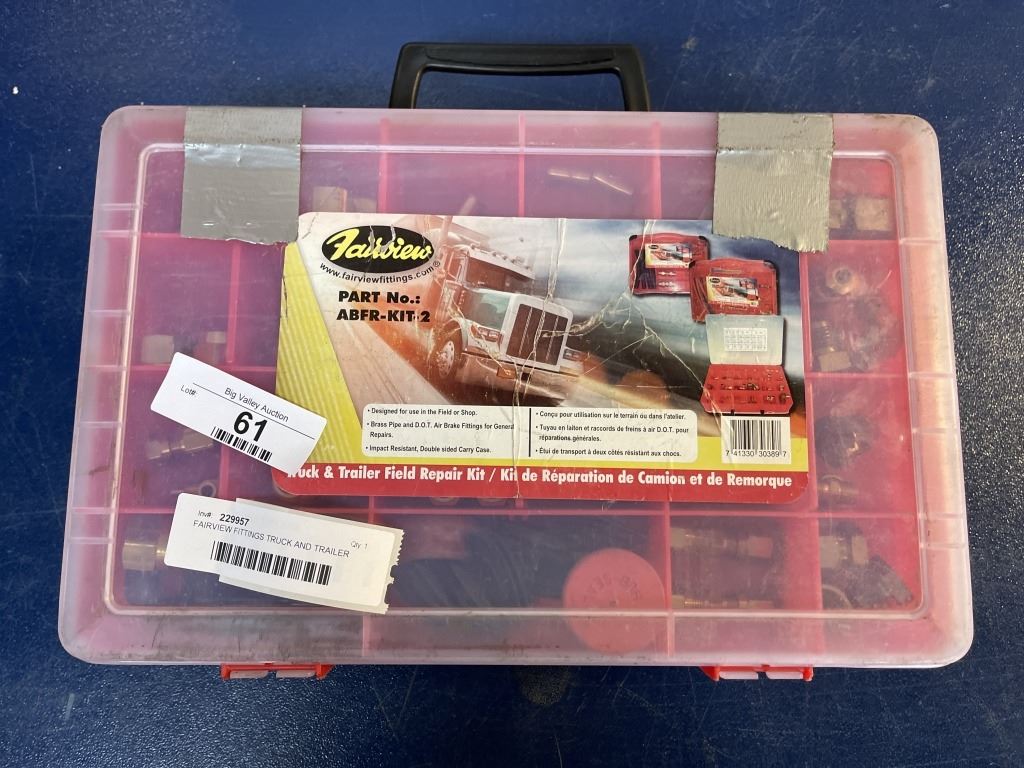 Fairview
www.fairviewfittings.com®
PART No.:
ABFR-KIT-2
• Designed for use in the Field or Shop.
• Brass Pipe and D.O.T. Air Brake Fittings for General
Repairs.
• Impact Resistant, Double sided Carry Case.
• Conçu pour utilisation sur le terrain ou dans l'atelier.
• Tuyau en laiton et raccords de freins à air D.O.T. pour
réparations générales.
• Étui de transport à deux côtés résistant aux chocs.
7 41330 30389 7
Truck & Trailer Field Repair Kit / Kit de Réparation de Camion et de Remorque
Big Valley Auction
Lot#:
61
Inv#: 229957
FAIRVIEW FITTINGS TRUCK AND TRAILER
Qty 1